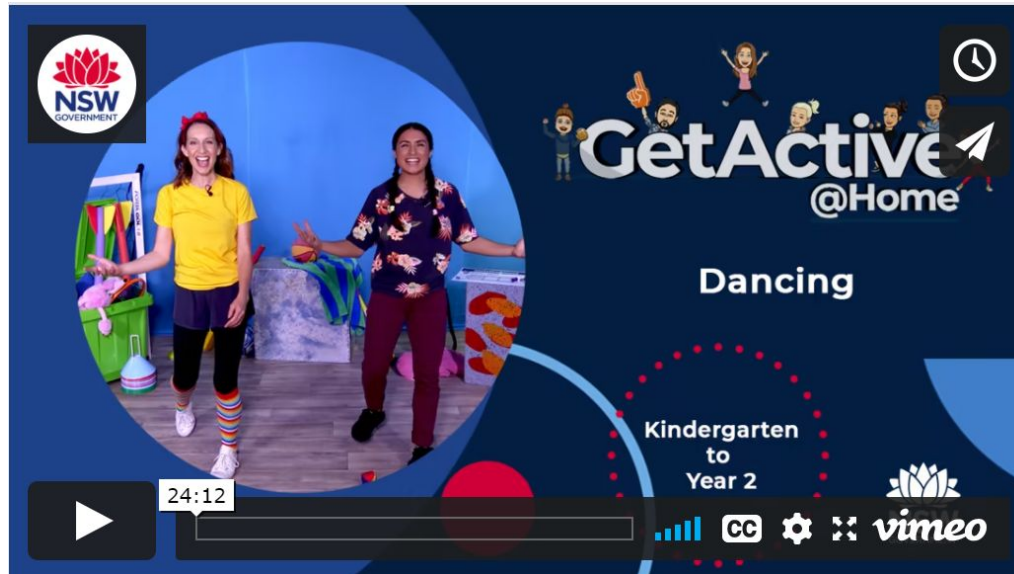 NSW
GOVERNMENT
GetActive
@Home
Dancing
Kindergarten
to
Year 2
24:12
CC
vimeo